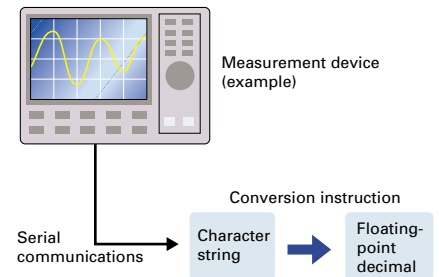 Measurement device
(example)
Conversion instruction
Serial
communications
Character
string
Floating-
point
decimal